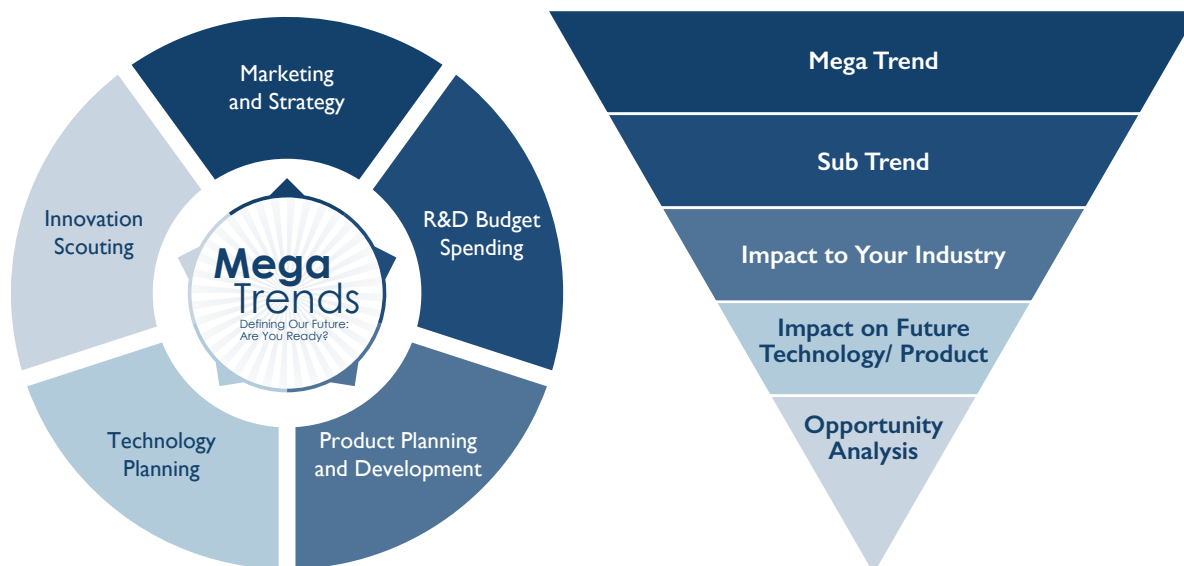 Marketing
and Strategy
R&D Budget
Spending
Product Planning
and Development
Technology
Planning
Innovation
Scouting
Mega
Trends
Defining Our Future:
Are You Ready?
Mega Trend
Sub Trend
Impact to Your Industry
Impact on Future
Technology/ Product
Opportunity
Analysis